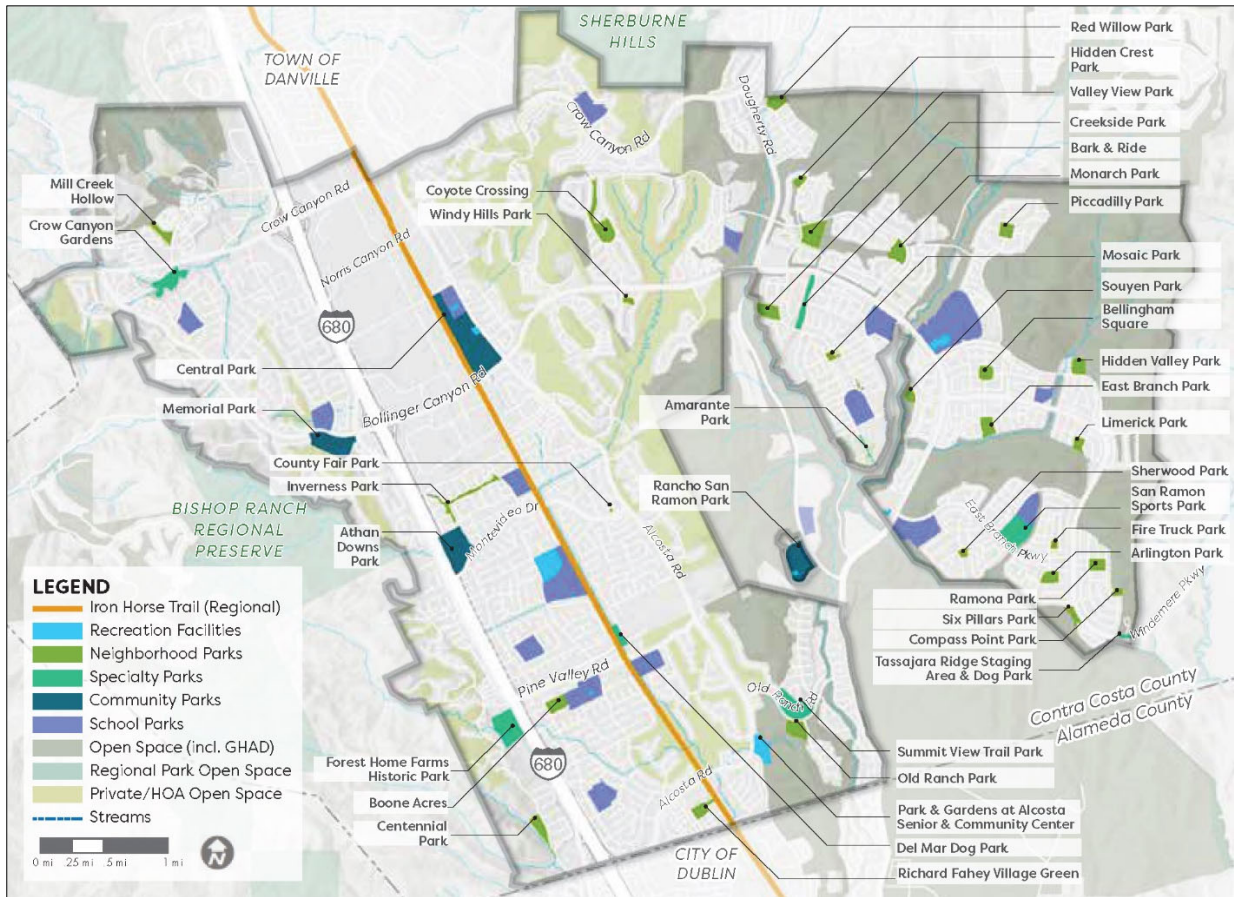 SHERBURNE
HILLS
TOWN OF
DANVILLE
Red Willow Park
Hidden Crest
Park
Valley View Park
Creekside Park
Bark & Ride
Monarch Park
Piccadilly Park
Mosaic Park
Souyen Park
Bellingham
Square
Hidden Valley Park
East Branch Park
Limerick Park
Sherwood Park
San Ramon
Sports Park
Fire Truck Park
Arlington Park
Ramona Park
Six Pillars Park
Compass Point Park
Tassajara Ridge Staging
Area & Dog Park
Windemere Pkwy
Contra Costa County
Alameda County
Summit View Trail Park
Old Ranch Park
Park & Gardens at Alcosta
Senior & Community Center
Del Mar Dog Park
Richard Fahey Village Green
Dougherty Rd
Crow Canyon Rd
Mill Creek
Hollow
Crow Canyon
Gardens
Crow Canyon Rd
Norris Canyon Rd
Coyote Crossing
Windy Hills Park
680
Central Park
Bollinger Canyon Rd
Memorial Park
County Fair Park
Inverness Park
Amarante
Park
Rancho San
Ramon Park
BISHOP RANCH
REGIONAL
PRESERVE
Athan
Downs
Park
Montevideo Dr
Alcosta Rd
East Branch Pkwy
Pine Valley Rd
Old Ranch Rd
Forest Home Farms
Historic Park
680
Boone Acres
Centennial
Park
Alcosta Rd
CITY OF
DUBLIN
LEGEND
Iron Horse Trail (Regional)
Recreation Facilities
Neighborhood Parks
Specialty Parks
Community Parks
School Parks
Open Space (incl. GHAD)
Regional Park Open Space
Private/HOA Open Space
Streams
0 mi .25 mi .5 mi 1 mi
N